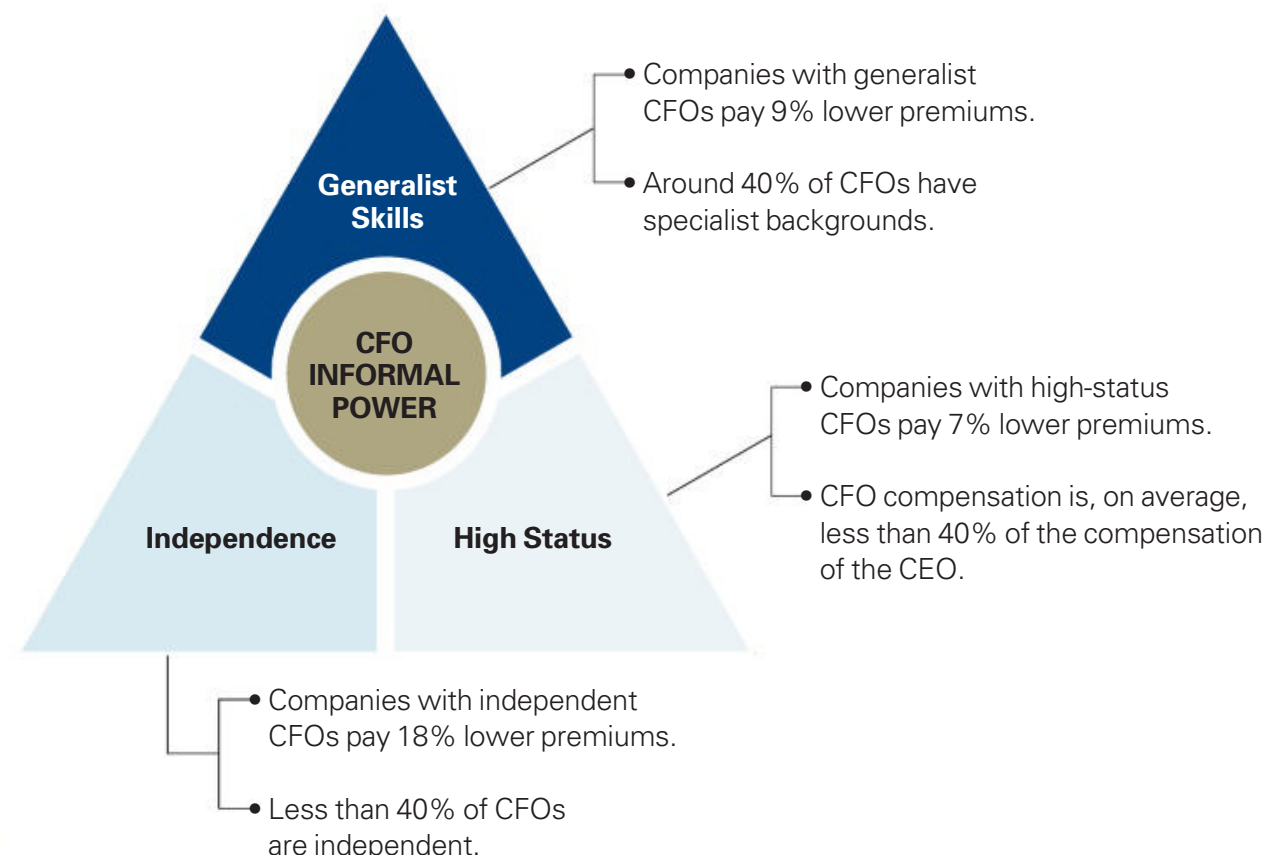 Companies with generalist
CFOs pay 9% lower premiums.
Around 40% of CFOs have
specialist backgrounds.
Generalist
Skills
CFO
INFORMAL
POWER
Companies with high-status
CFOs pay 7% lower premiums.
CFO compensation is, on average,
less than 40% of the compensation
of the CEO.
Independence
High Status
Companies with independent
CFOs pay 18% lower premiums.
Less than 40% of CFOs
are independent.